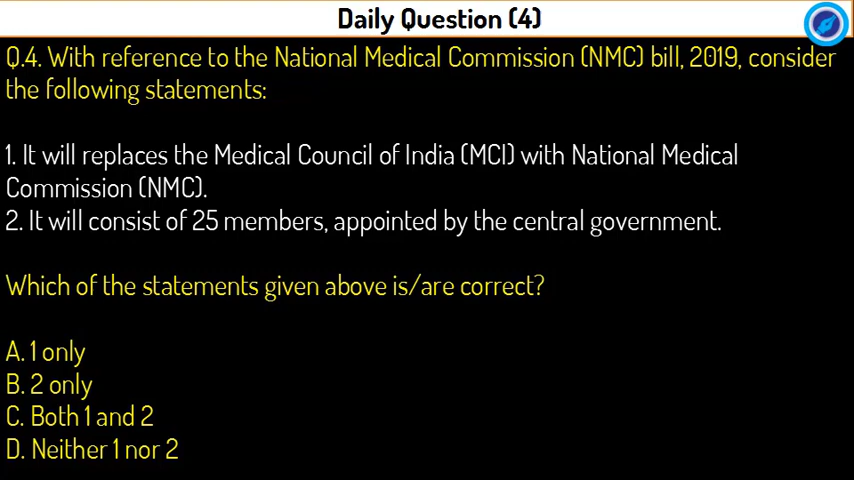 Daily Question (4)
Q.4. With reference to the National Medical Commission (NMC) bill, 2019, consider
the following statements:
1. It will replaces the Medical Council of India (MCI) with National Medical
Commission (NMC).
2. It will consist of 25 members, appointed by the central government.
Which of the statements given above is/are correct?
A. 1 only
B. 2 only
C. Both 1 and 2
D. Neither 1 nor 2